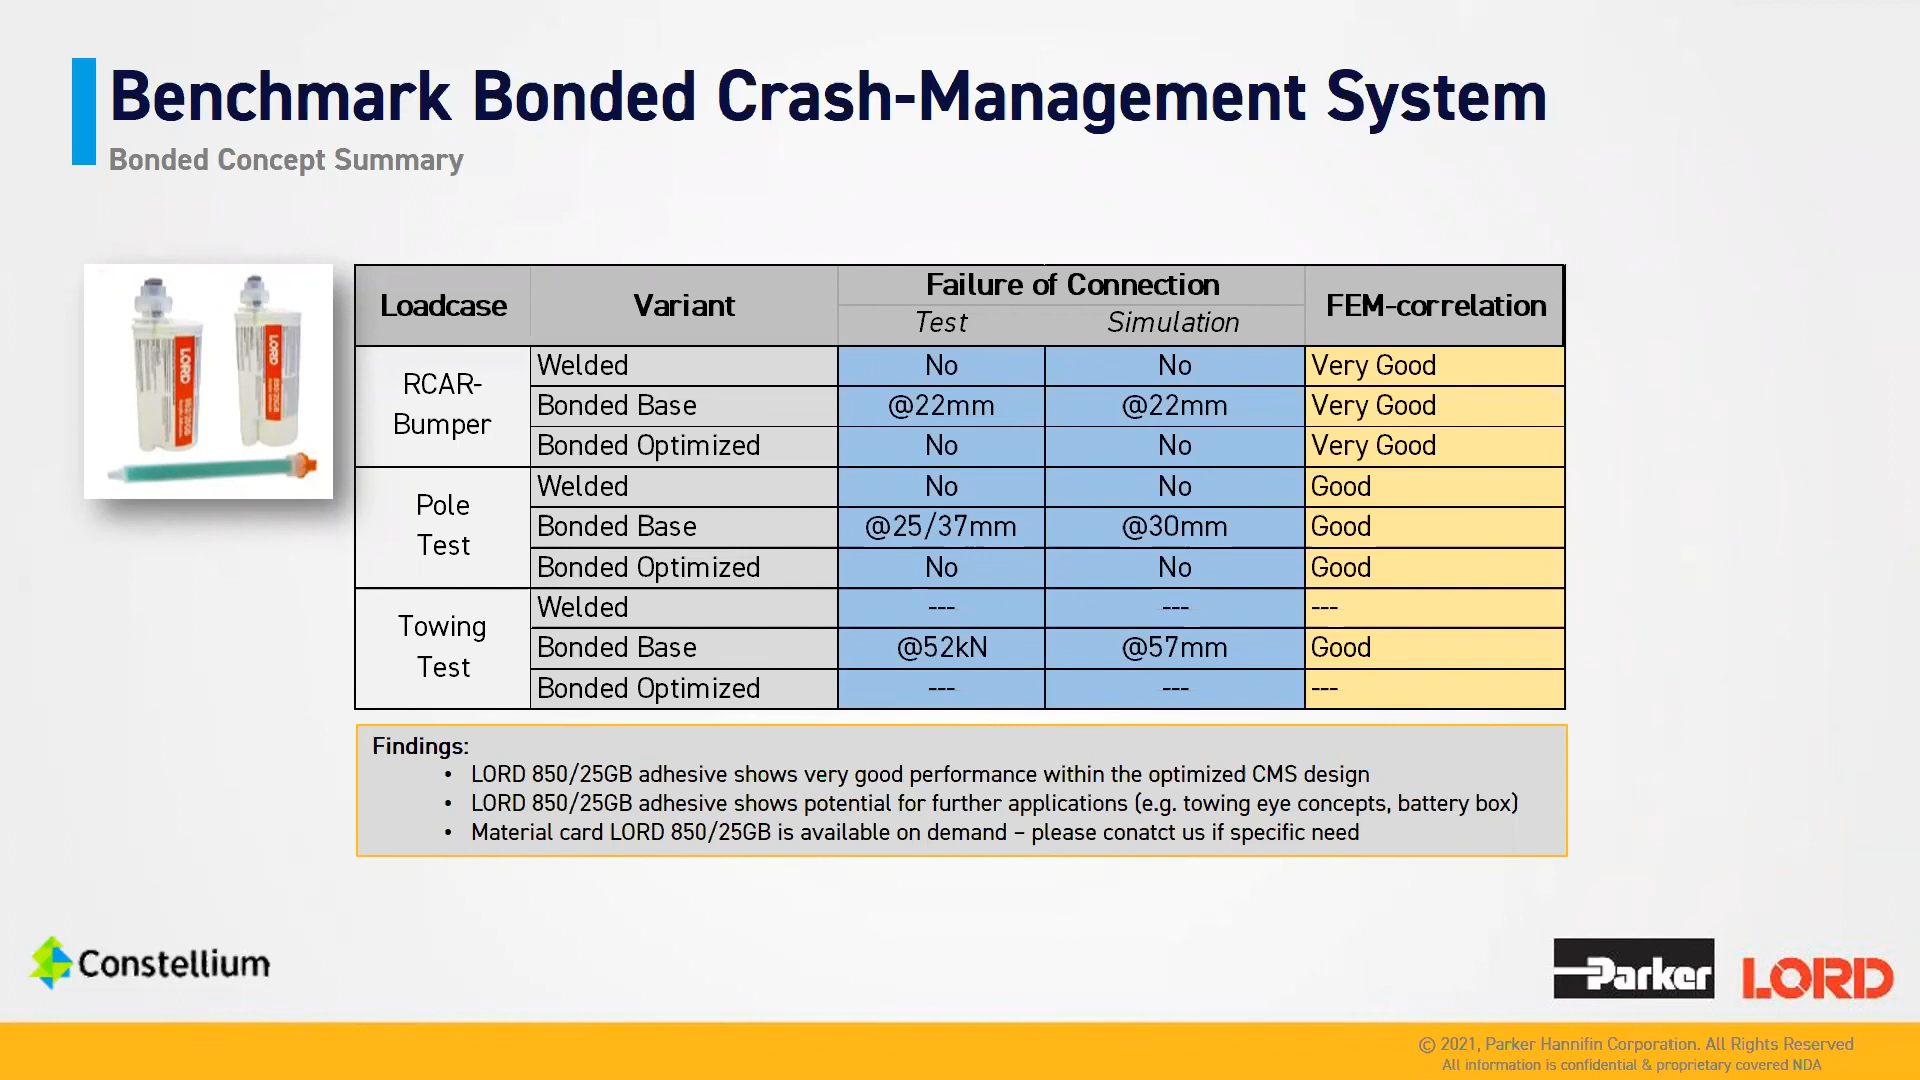 Benchmark Bonded Crash-Management System
Bonded Concept Summary
Loadcase Variant Failure of Connection FEM-correlation
Test Simulation
RCAR-
Bumper
Welded No No Very Good
Bonded Base @22mm @22mm Very Good
Bonded Optimized No No Very Good
Pole
Test
Welded No No Good
Bonded Base @25/37mm @30mm Good
Bonded Optimized No No Good
Towing
Test
Welded --- --- ---
Bonded Base @52kN @57mm Good
Bonded Optimized --- --- ---
LORD
LORD
Findings:
• LORD 850/25GB adhesive shows very good performance within the optimized CMS design
• LORD 850/25GB adhesive shows potential for further applications (e.g. towing eye concepts, battery box)
• Material card LORD 850/25GB is available on demand – please conatct us if specific need
Constellium
Parker LORD
© 2021, Parker Hannifin Corporation. All Rights Reserved
All information is confidential & proprietary covered NDA